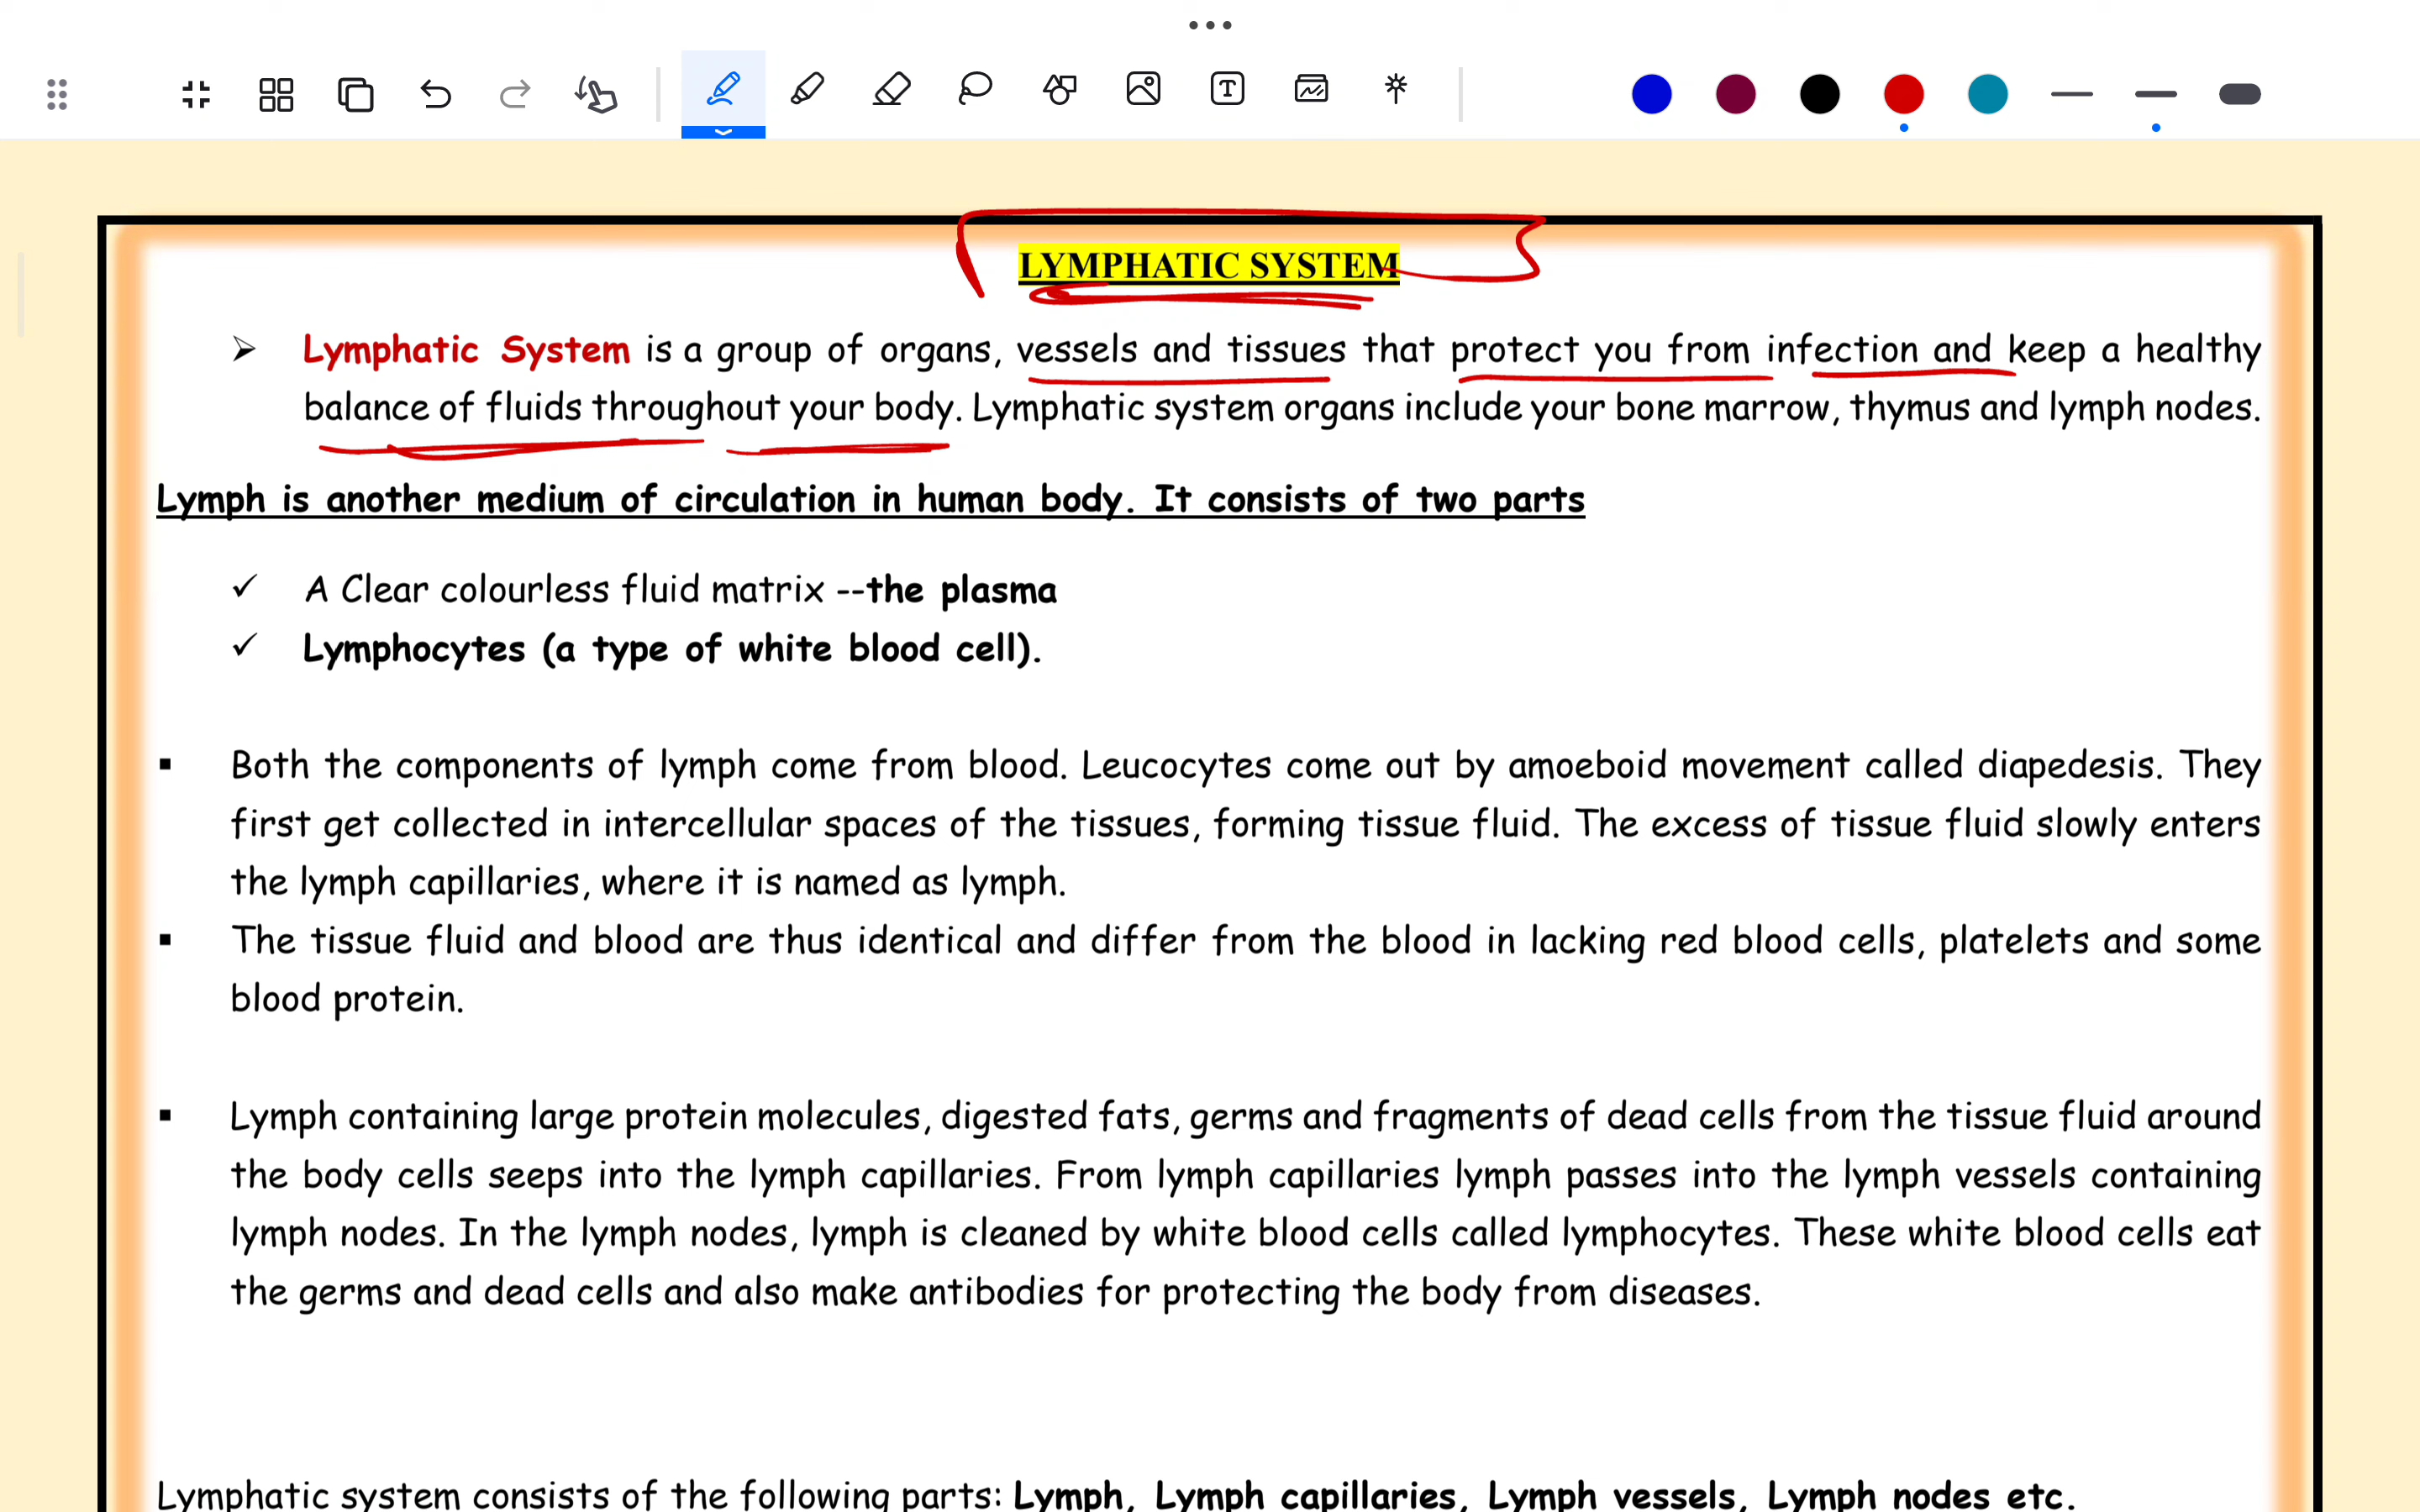 LYMPHATIC SYSTEM
Lymphatic System is a group of organs, vessels and tissues that protect you from infection and keep a healthy
balance of fluids throughout your body. Lymphatic system organs include your bone marrow, thymus and lymph nodes.
Lymph is another medium of circulation in human body. It consists of two parts
A Clear colourless fluid matrix --the plasma
Lymphocytes (a type of white blood cell).
Both the components of lymph come from blood. Leucocytes come out by amoeboid movement called diapedesis. They
first get collected in intercellular spaces of the tissues, forming tissue fluid. The excess of tissue fluid slowly enters
the lymph capillaries, where it is named as lymph.
The tissue fluid and blood are thus identical and differ from the blood in lacking red blood cells, platelets and some
blood protein.
Lymph containing large protein molecules, digested fats, germs and fragments of dead cells from the tissue fluid around
the body cells seeps into the lymph capillaries. From lymph capillaries lymph passes into the lymph vessels containing
lymph nodes. In the lymph nodes, lymph is cleaned by white blood cells called lymphocytes. These white blood cells eat
the germs and dead cells and also make antibodies for protecting the body from diseases.
Lymphatic system consists of the following parts: Lymph, Lymph capillaries, Lymph vessels, Lymph nodes etc.